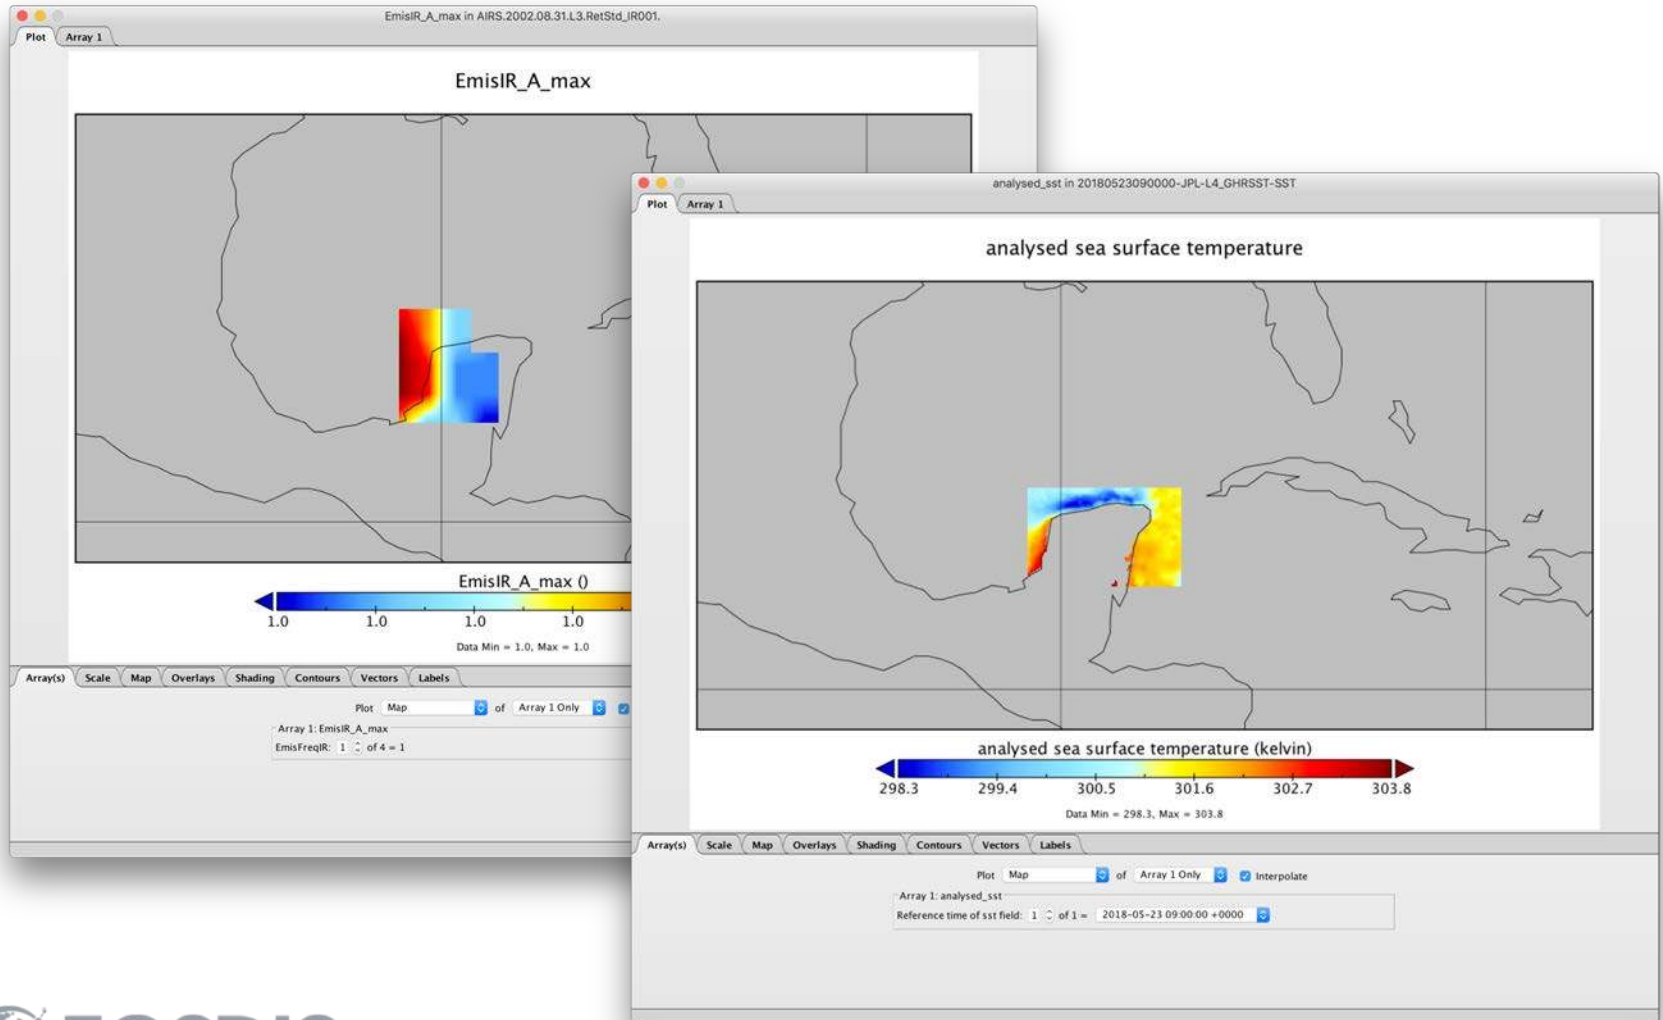 EmisIR_A_max in AIRS.2002.08.31.L3.RetStd_IR001.
Plot Array 1
EmisIR_A_max
EmisIR_A_max ()
1.0 1.0 1.0 1.0
Data Min = 1.0, Max = 1.0
Array(s) Scale Map Overlays Shading Contours Vectors Labels
Plot Map of Array 1 Only
Array 1: EmisIR_A_max
EmisFreqIR: 1 of 4 = 1
analysed_sst in 20180523090000-JPL-L4_GHRSST-SST
Plot Array 1
analysed sea surface temperature
analysed sea surface temperature (kelvin)
298.3 299.4 300.5 301.6 302.7 303.8
Data Min = 298.3, Max = 303.8
Array(s) Scale Map Overlays Shading Contours Vectors Labels
Plot Map of Array 1 Only Interpolate
Array 1: analysed_sst
Reference time of sst field: 1 of 1 = 2018-05-23 09:00:00 +0000